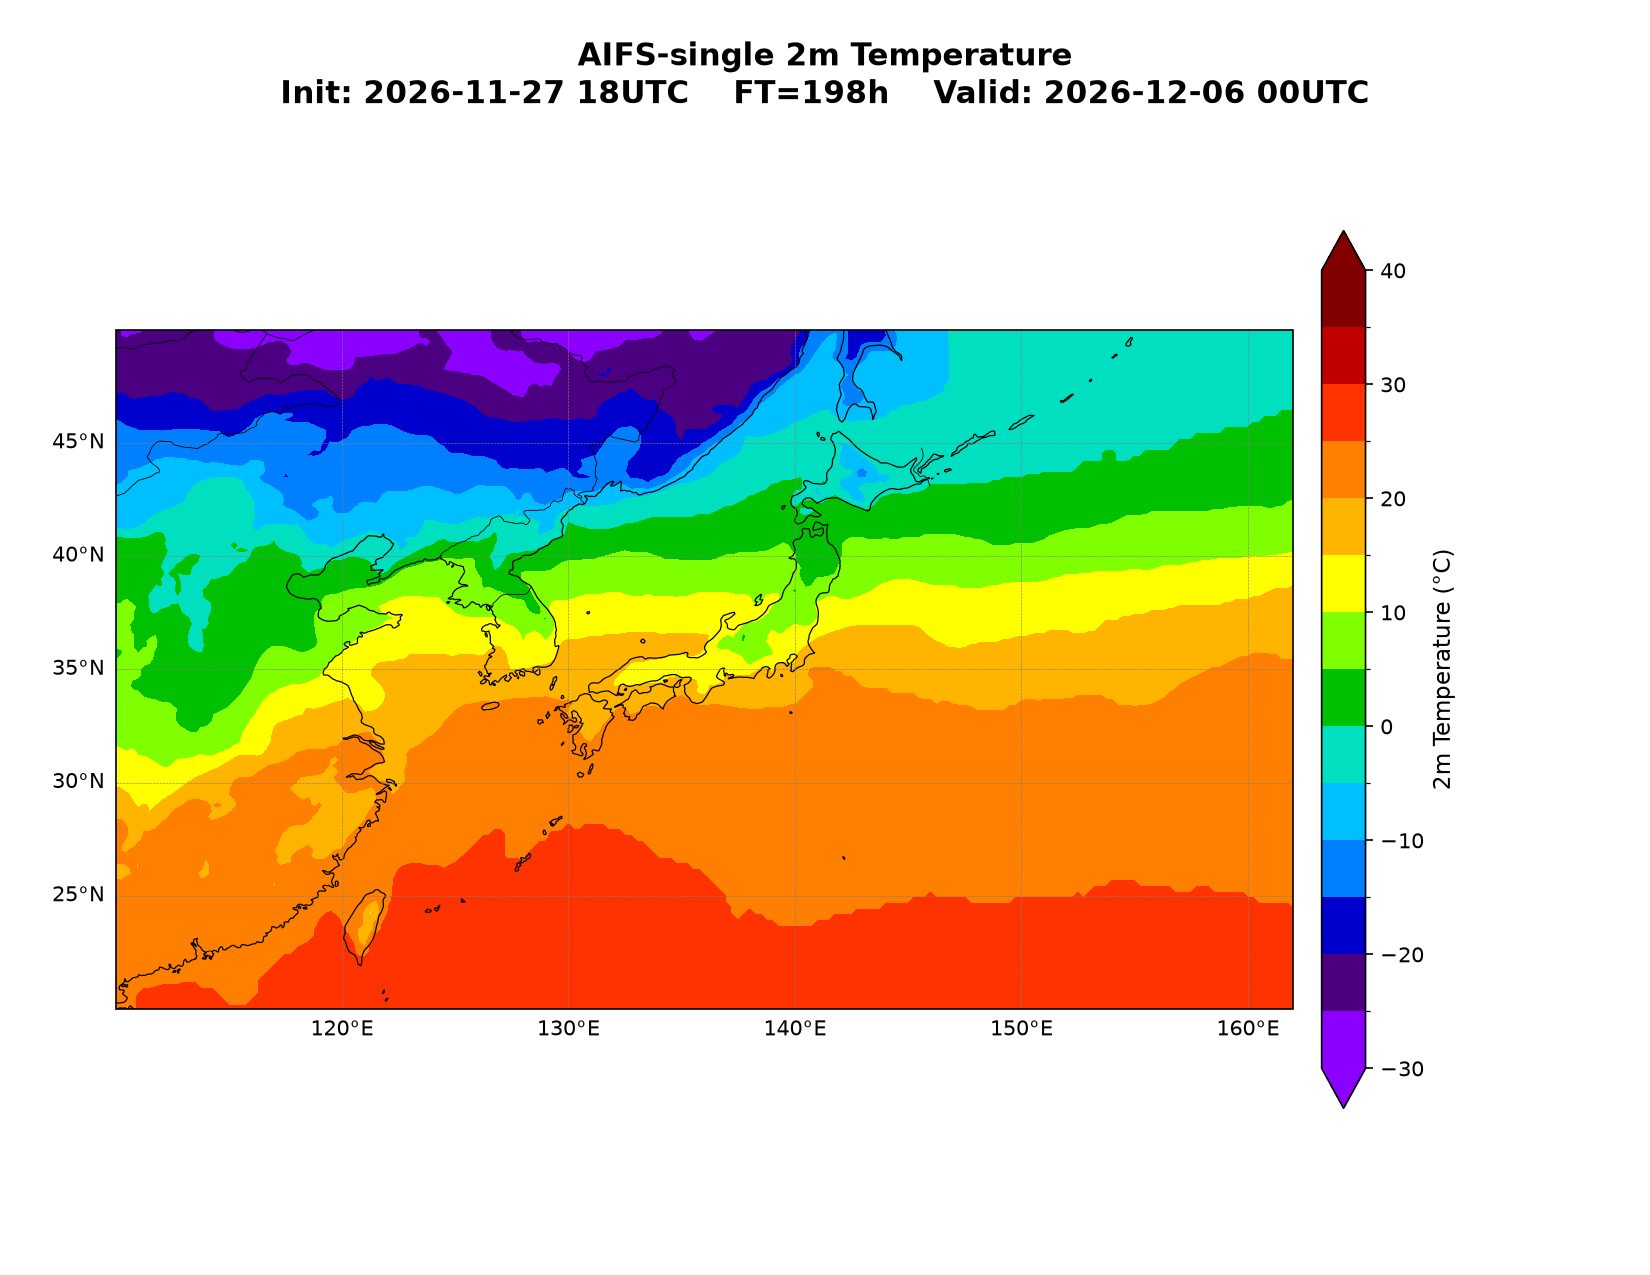 AIFS-single 2m Temperature
Init: 2026-11-27 18UTC    FT=198h    Valid: 2026-12-06 00UTC
45°N
40°N
35°N
30°N
25°N
120°E
130°E
140°E
150°E
160°E
40
30
20
10
0
−10
−20
−30
2m Temperature (°C)